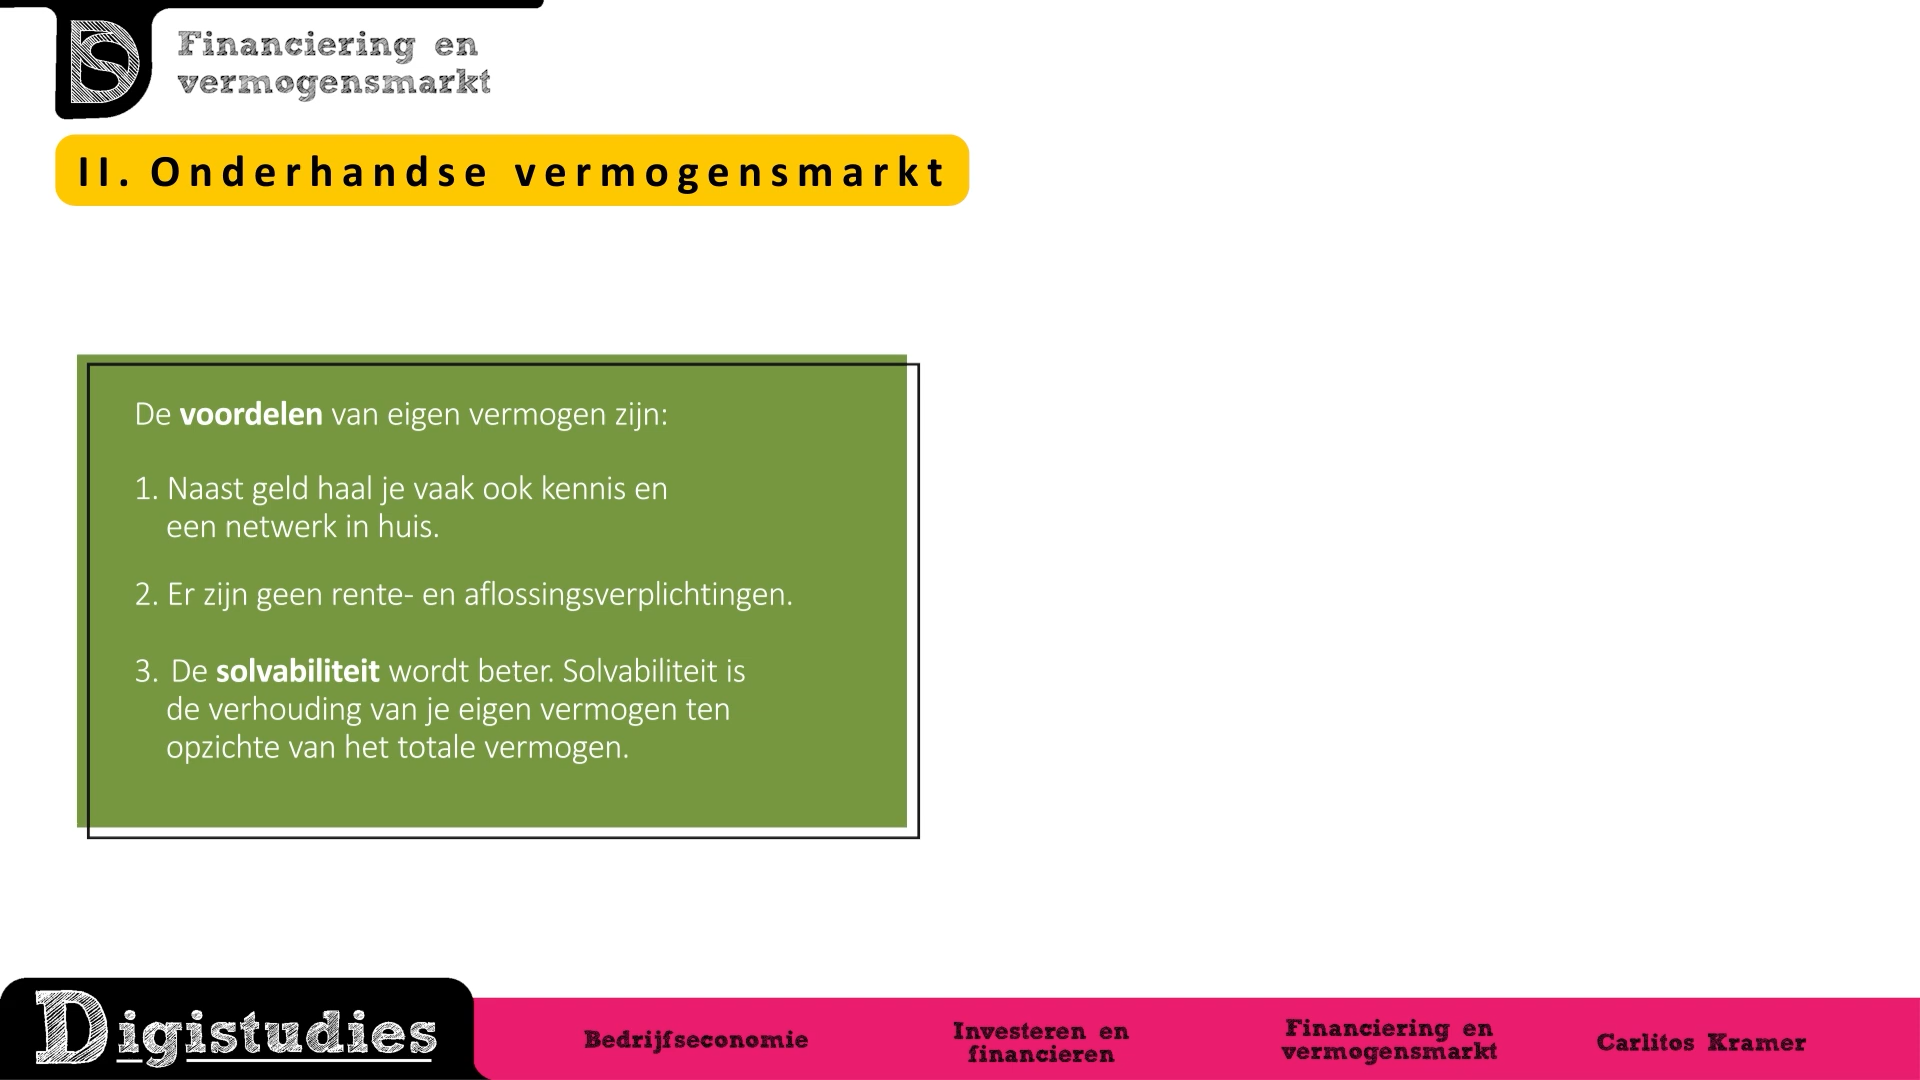 DS
Financiering en
vermogensmarkt
II. Onderhandse vermogensmarkt
De voordelen van eigen vermogen zijn:
1. Naast geld haal je vaak ook kennis en
een netwerk in huis.
2. Er zijn geen rente- en aflossingsverplichtingen.
3. De solvabiliteit wordt beter. Solvabiliteit is
de verhouding van je eigen vermogen ten
opzichte van het totale vermogen.
Digistudies
Bedrijfseconomie
Investeren en
financieren
Financiering en
vermogensmarkt
Carlitos Kramer